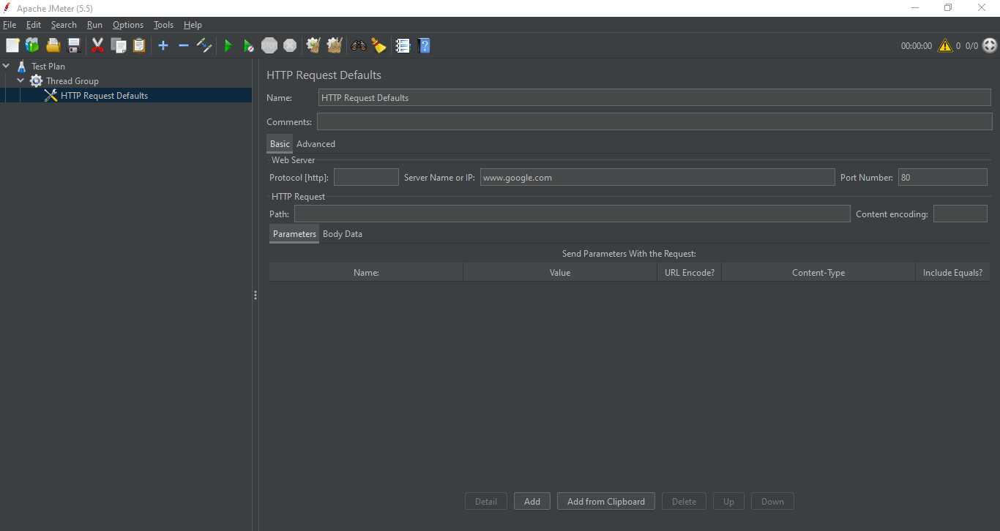 Apache JMeter (5.5)
File Edit Search Run Options Tools Help
STOP
00:00:00 0 0/0
Test Plan
Thread Group
HTTP Request Defaults
HTTP Request Defaults
Name: HTTP Request Defaults
Comments:
Basic Advanced
Web Server
Protocol [http]: Server Name or IP: www.google.com Port Number: 80
HTTP Request
Path: Content encoding:
Parameters Body Data
Send Parameters With the Request:
Name: Value URL Encode? Content-Type Include Equals?
Detail Add Add from Clipboard Delete Up Down